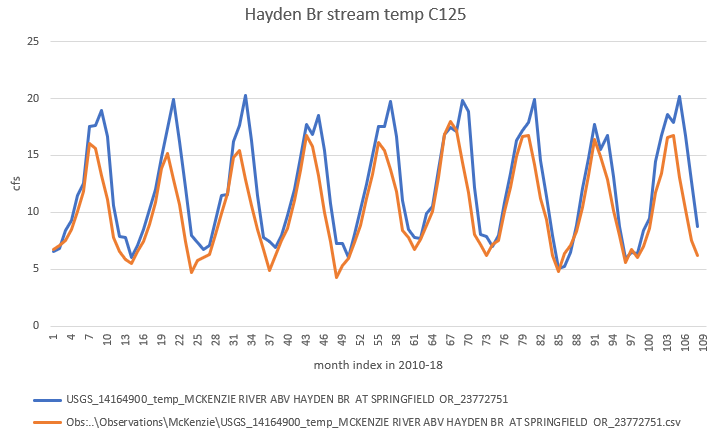 Hayden Br stream temp C125
25
20
15
10
5
0
cfs
1 4 7 10 13 16 19 22 25 28 31 34 37 40 43 46 49 52 55 58 61 64 67 70 73 76 79 82 85 88 91 94 97 100 103 106 109
month index in 2010-18
USGS_14164900_temp_MCKENZIE RIVER ABV HAYDEN BR AT SPRINGFIELD OR_23772751
Obs:..\Observations\McKenzie\USGS_14164900_temp_MCKENZIE RIVER ABV HAYDEN BR AT SPRINGFIELD OR_23772751.csv